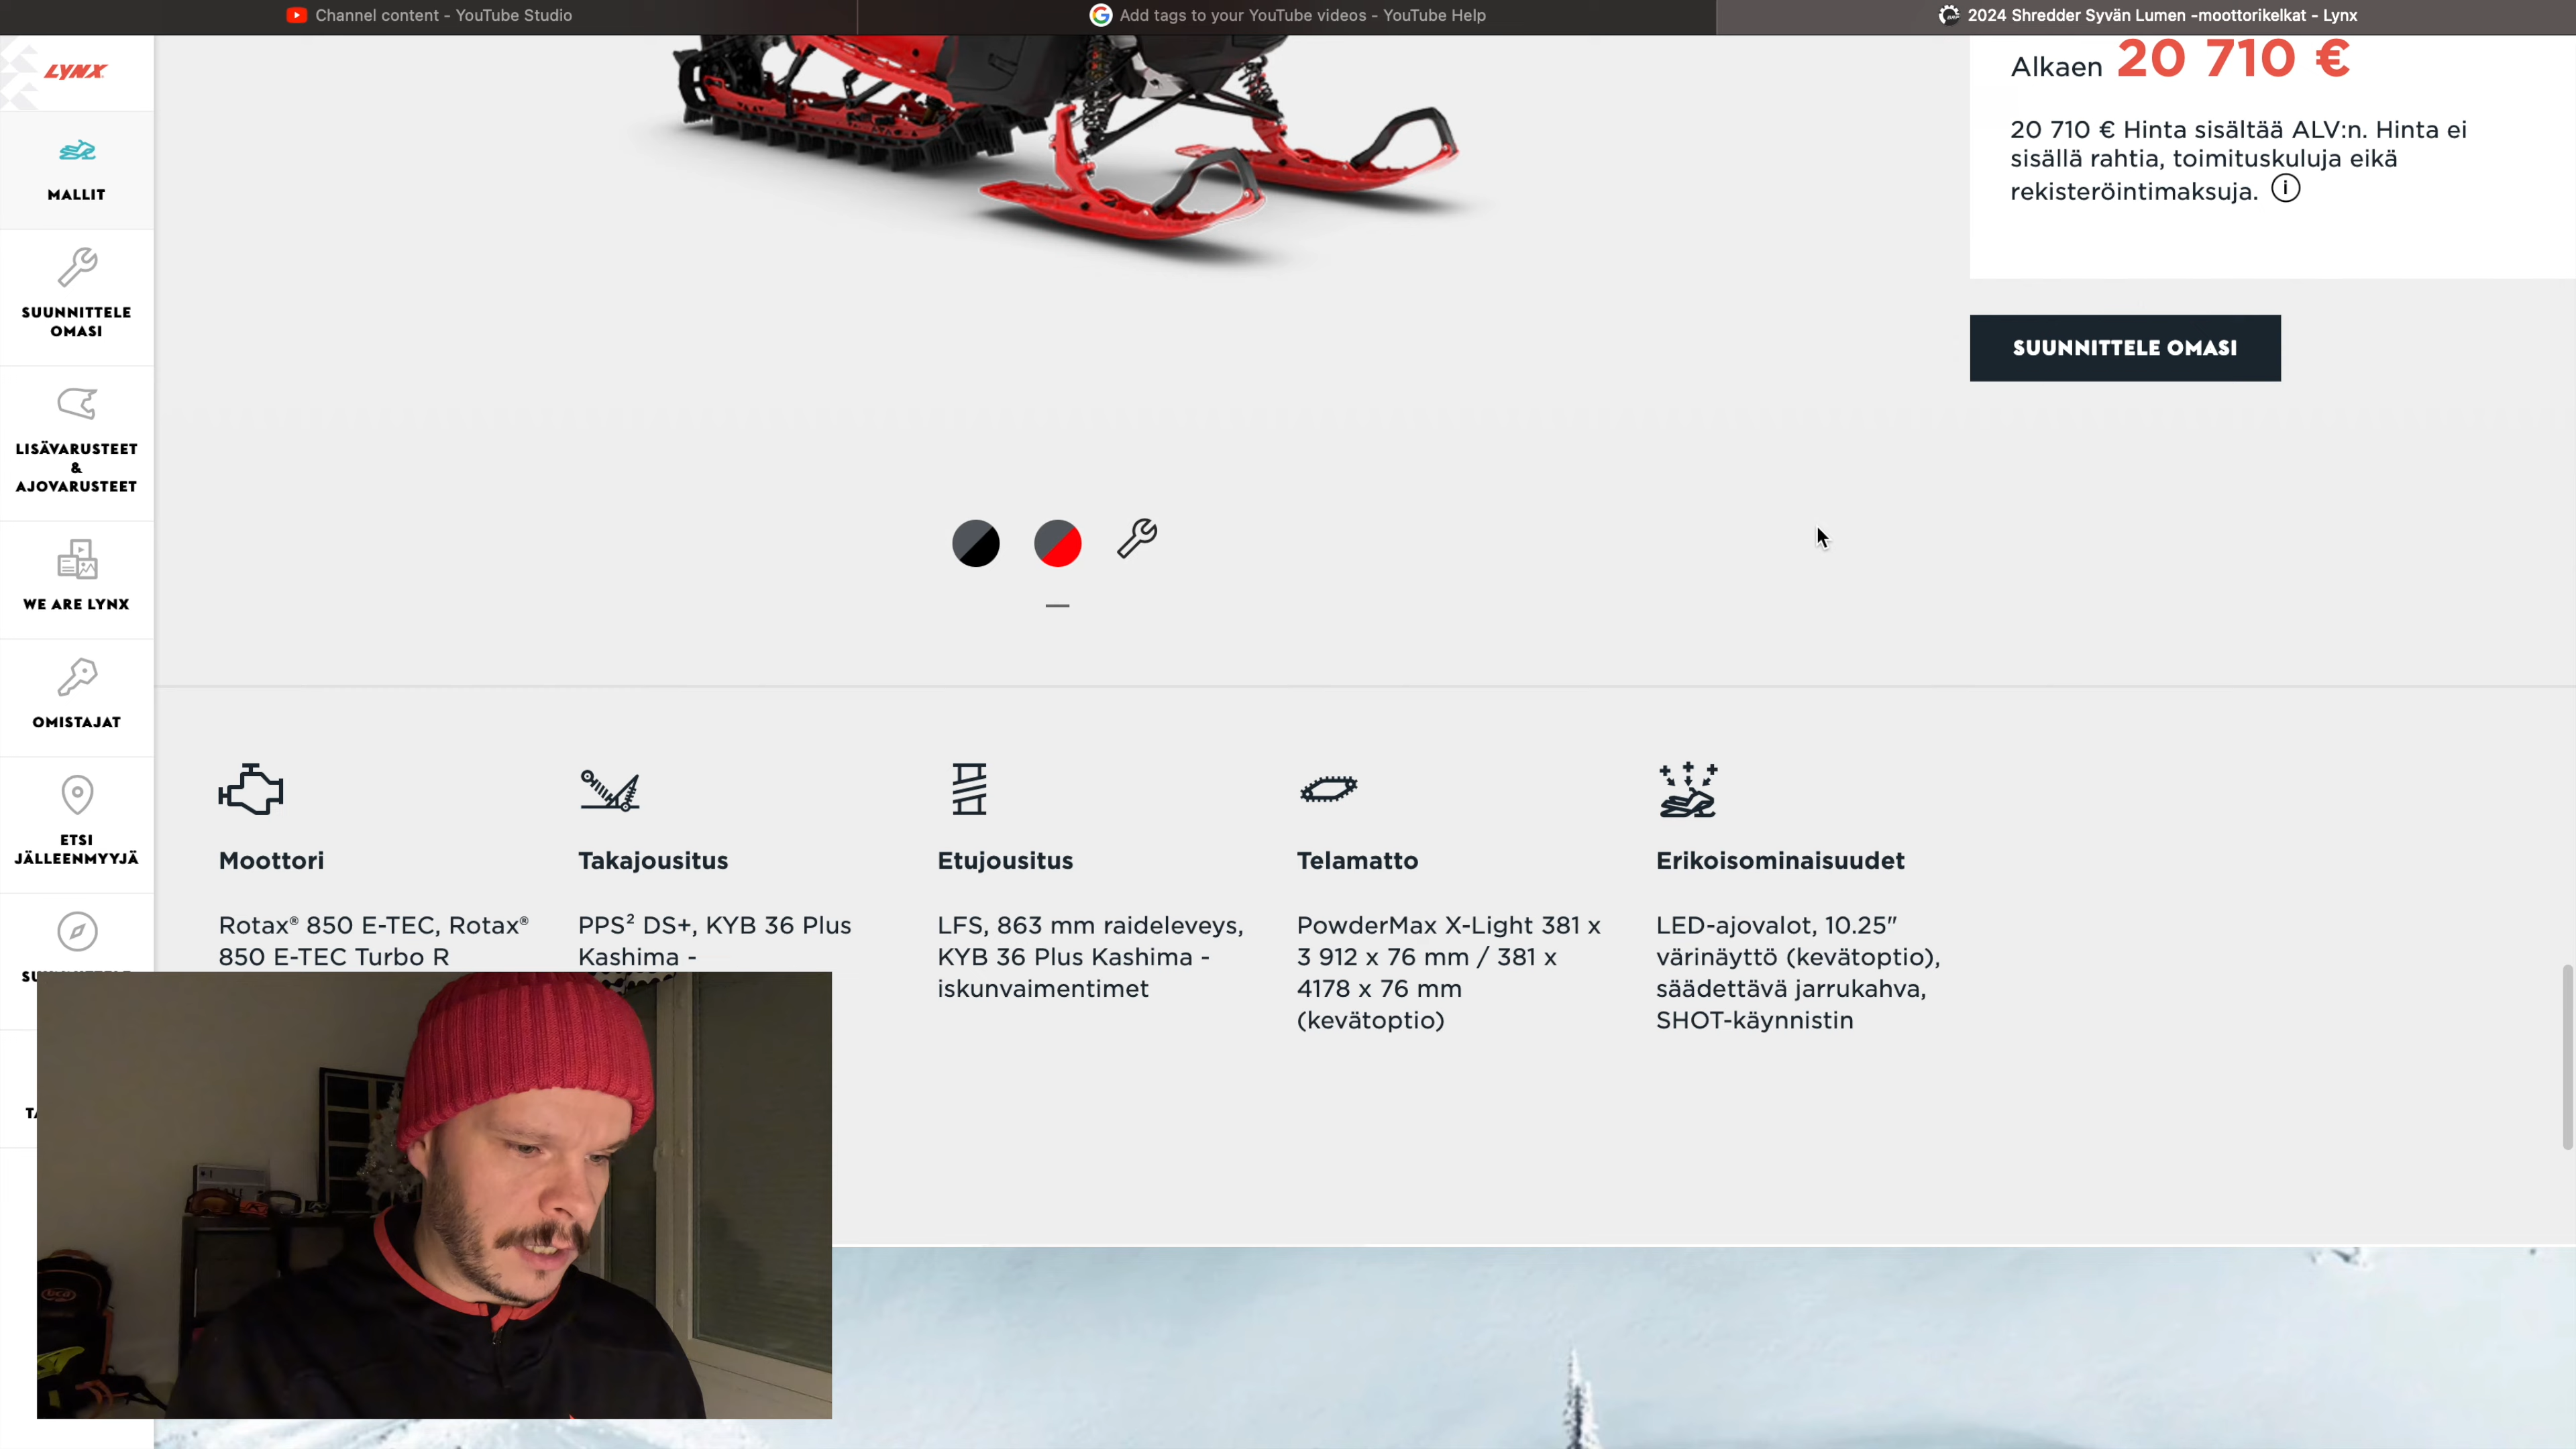 Channel content - YouTube Studio
Add tags to your YouTube videos - YouTube Help
2024 Shredder Syvän Lumen -moottorikelkat - Lynx
LYNX
MALLIT
SUUNNITTELE
OMASI
LISÄVARUSTEET
&
AJOVARUSTEET
WE ARE LYNX
OMISTAJAT
ETSI
JÄLLEENMYYJÄ
Alkaen 20 710 €
20 710 € Hinta sisältää ALV:n. Hinta ei
sisällä rahtia, toimituskuluja eikä
rekisteröintimaksuja.
SUUNNITTELE OMASI
Moottori
Rotax® 850 E-TEC, Rotax®
850 E-TEC Turbo R
Takajousitus
PPS² DS+, KYB 36 Plus
Kashima -
Etujousitus
LFS, 863 mm raideleveys,
KYB 36 Plus Kashima -
iskunvaimentimet
Telamatto
PowderMax X-Light 381 x
3 912 x 76 mm / 381 x
4178 x 76 mm
(kevätoptio)
Erikoisominaisuudet
LED-ajovalot, 10.25"
värinäyttö (kevätoptio),
säädettävä jarrukahva,
SHOT-käynnistin